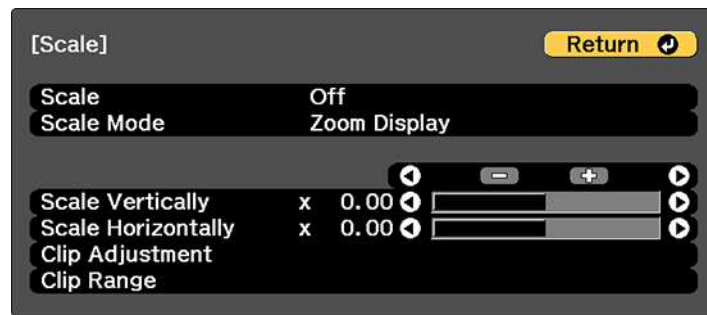 [Scale] Return
Scale Off
Scale Mode Zoom Display
Scale Vertically x 0.00
Scale Horizontally x 0.00
Clip Adjustment
Clip Range